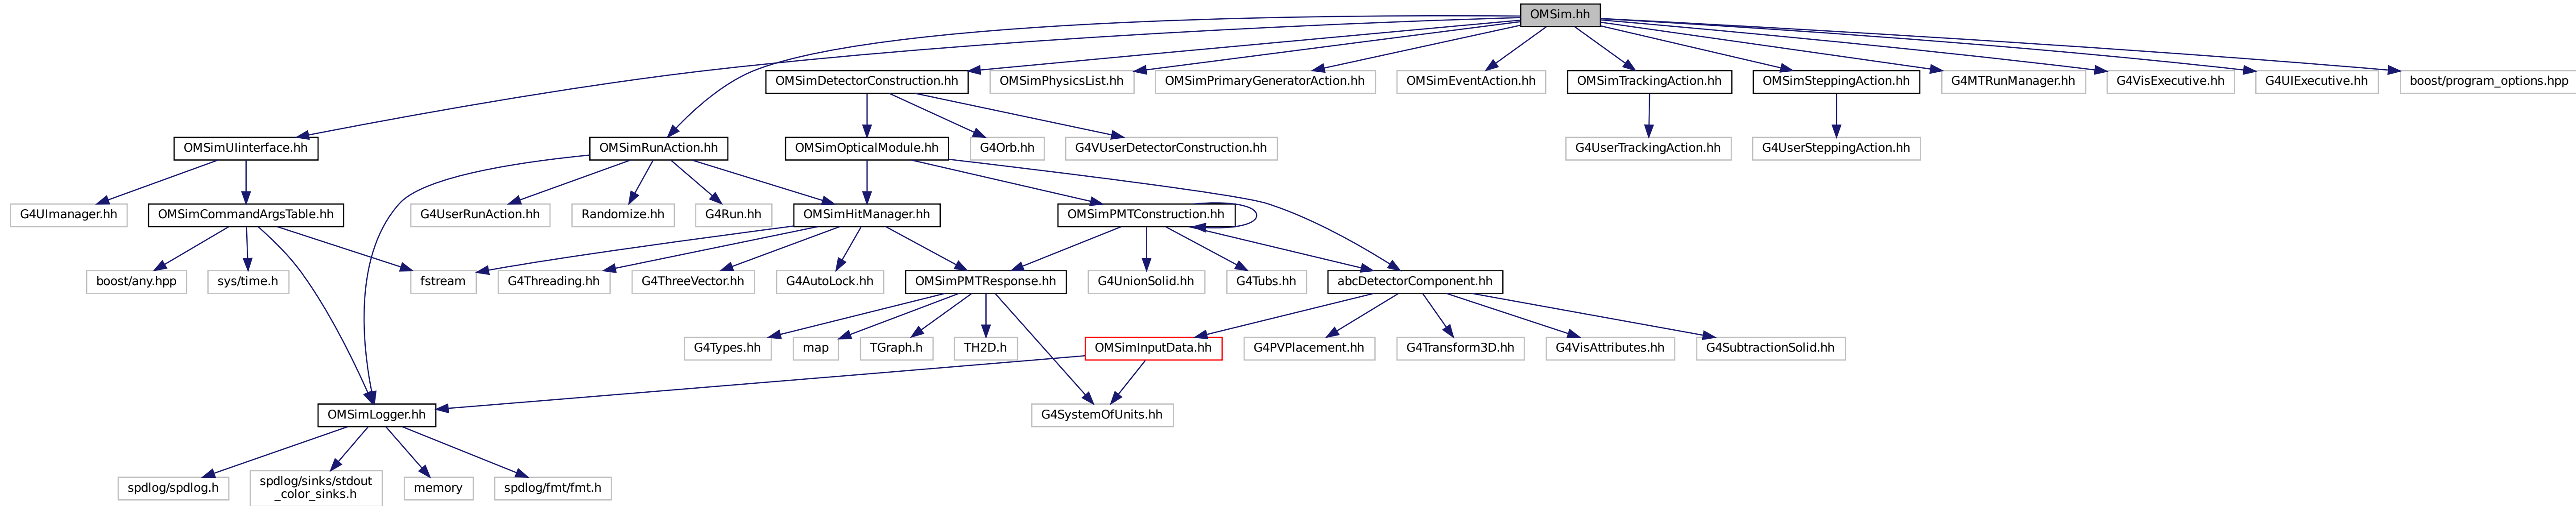 OMSim.hh
OMSimDetectorConstruction.hh
OMSimPhysicsList.hh
OMSimPrimaryGeneratorAction.hh
OMSimEventAction.hh
OMSimTrackingAction.hh
OMSimSteppingAction.hh
G4MTRunManager.hh
G4VisExecutive.hh
G4UIExecutive.hh
boost/program_options.hpp
OMSimUIinterface.hh
OMSimRunAction.hh
OMSimOpticalModule.hh
G4Orb.hh
G4VUserDetectorConstruction.hh
G4UserTrackingAction.hh
G4UserSteppingAction.hh
G4UImanager.hh
OMSimCommandArgsTable.hh
G4UserRunAction.hh
Randomize.hh
G4Run.hh
OMSimHitManager.hh
OMSimPMTConstruction.hh
boost/any.hpp
sys/time.h
fstream
G4Threading.hh
G4ThreeVector.hh
G4AutoLock.hh
OMSimPMTResponse.hh
G4UnionSolid.hh
G4Tubs.hh
abcDetectorComponent.hh
G4Types.hh
map
TGraph.h
TH2D.h
OMSimInputData.hh
G4PVPlacement.hh
G4Transform3D.hh
G4VisAttributes.hh
G4SubtractionSolid.hh
OMSimLogger.hh
G4SystemOfUnits.hh
spdlog/spdlog.h
spdlog/sinks/stdout
_color_sinks.h
memory
spdlog/fmt/fmt.h